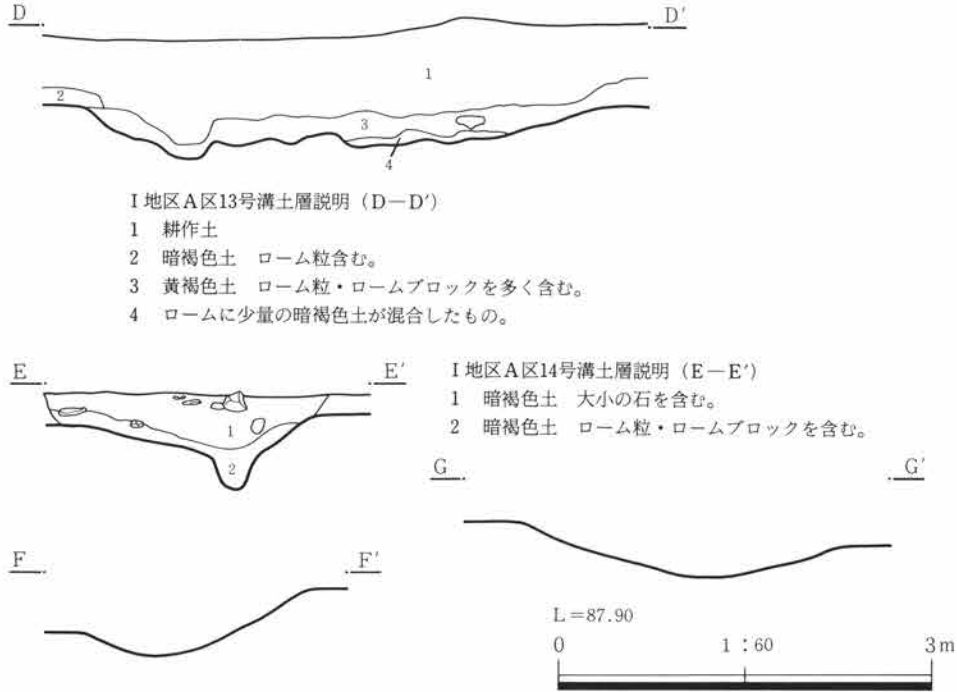 D D′
1
2
3
4
I地区A区13号溝土層説明（D―D′）
1 耕作土
2 暗褐色土 ローム粒含む。
3 黄褐色土 ローム粒・ロームブロックを多く含む。
4 ロームに少量の暗褐色土が混合したもの。
E E′
1
2
I地区A区14号溝土層説明（E―E′）
1 暗褐色土 大小の石を含む。
2 暗褐色土 ローム粒・ロームブロックを含む。
G G′
F F′
L＝87.90
0 1：60 3m